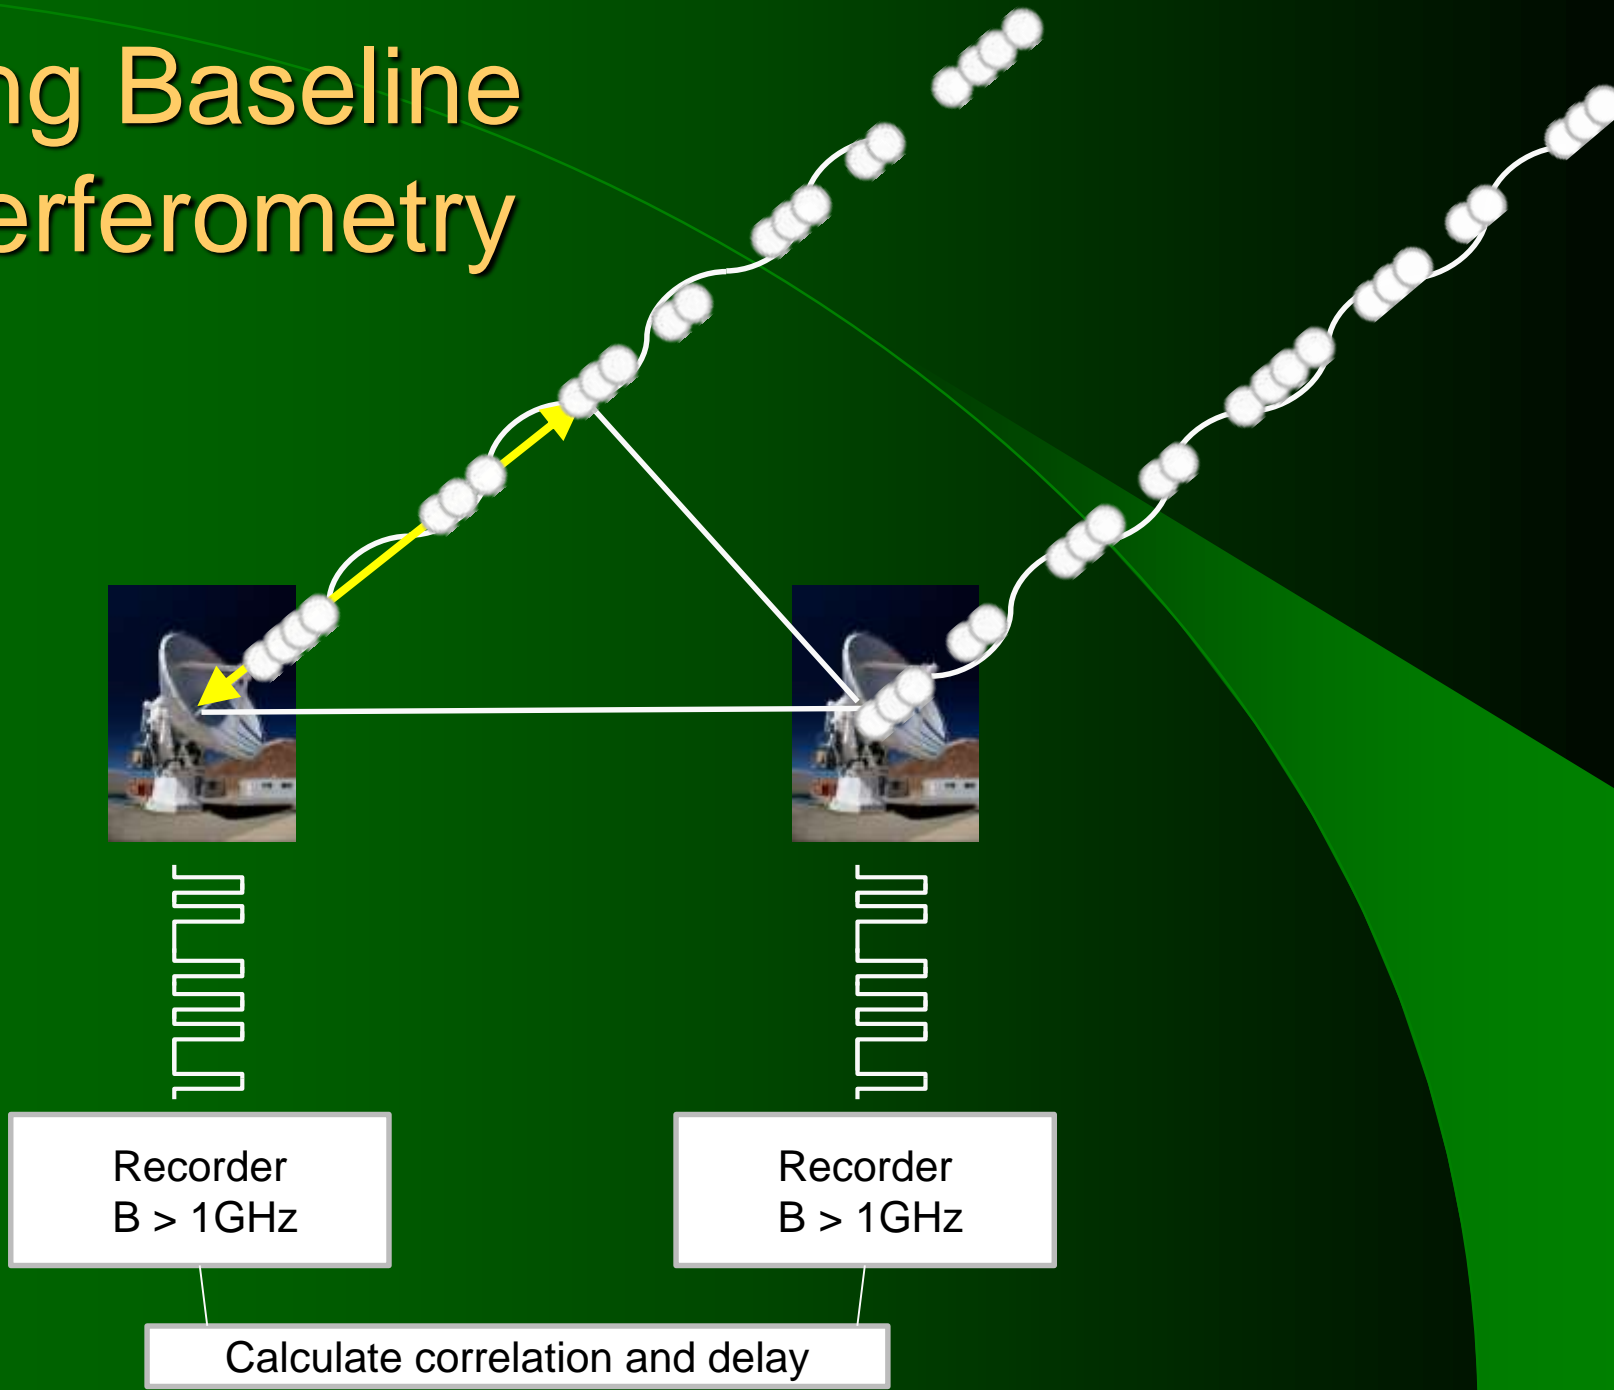 ng Baseline
erferometry
Recorder
B > 1GHz
Recorder
B > 1GHz
Calculate correlation and delay